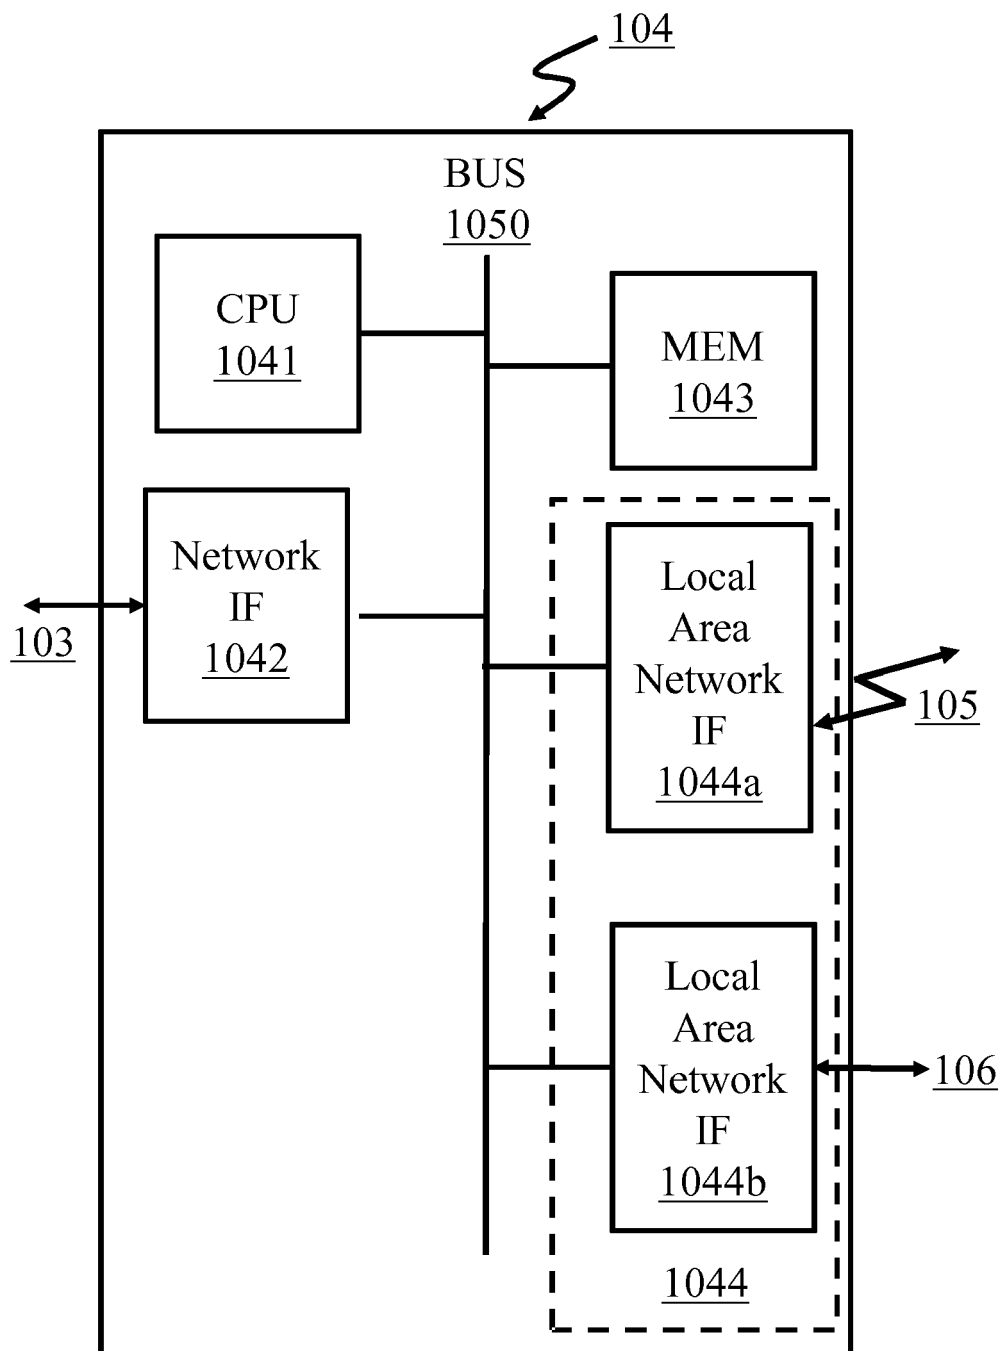 104
BUS
1050
CPU
1041
MEM
1043
Network
IF
1042
103
Local
Area
Network
IF
1044a
105
Local
Area
Network
IF
1044b
106
1044